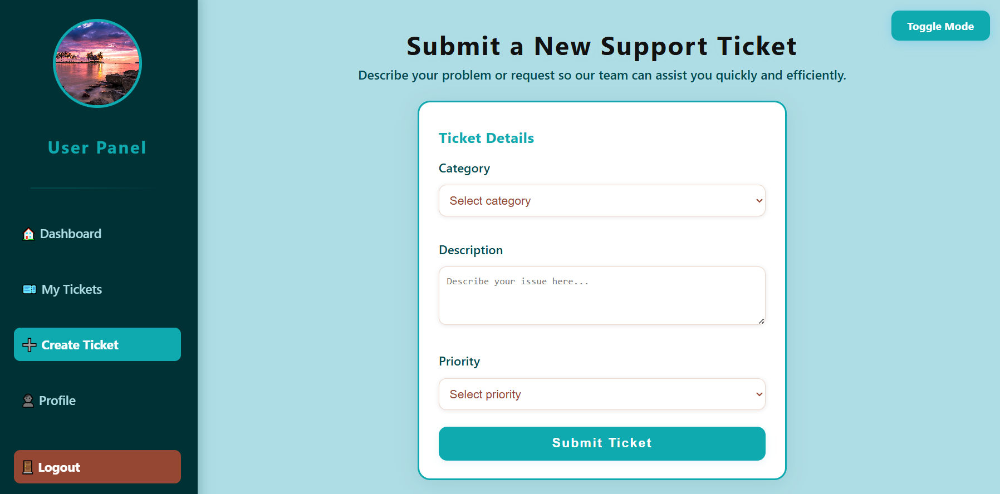 User Panel
Dashboard
My Tickets
Create Ticket
Profile
Logout
Toggle Mode
Submit a New Support Ticket
Describe your problem or request so our team can assist you quickly and efficiently.
Ticket Details
Category
Select category
Description
Describe your issue here...
Priority
Select priority
Submit Ticket